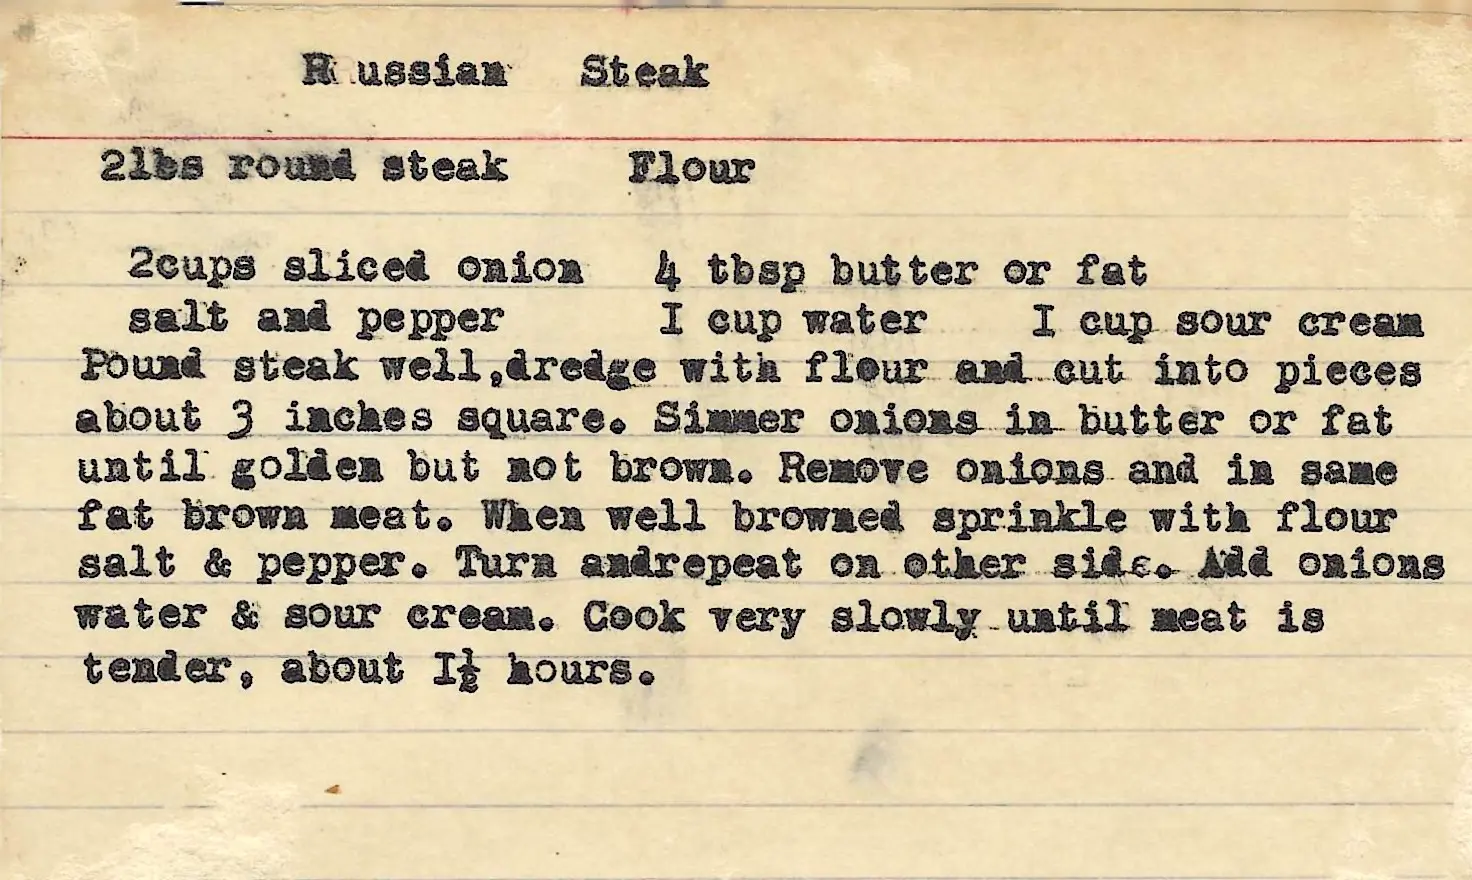 Russian Steak
2lbs round steak Flour
2cups sliced onion 4 tbsp butter or fat
salt and pepper I cup water I cup sour cream
Pound steak well,dredge with flour and cut into pieces
about 3 inches square. Simmer onions in butter or fat
until golden but not brown. Remove onions and in same
fat brown meat. When well browned sprinkle with flour
salt & pepper. Turn andrepeat on other side. Add onions
water & sour cream. Cook very slowly until meat is
tender, about I½ hours.